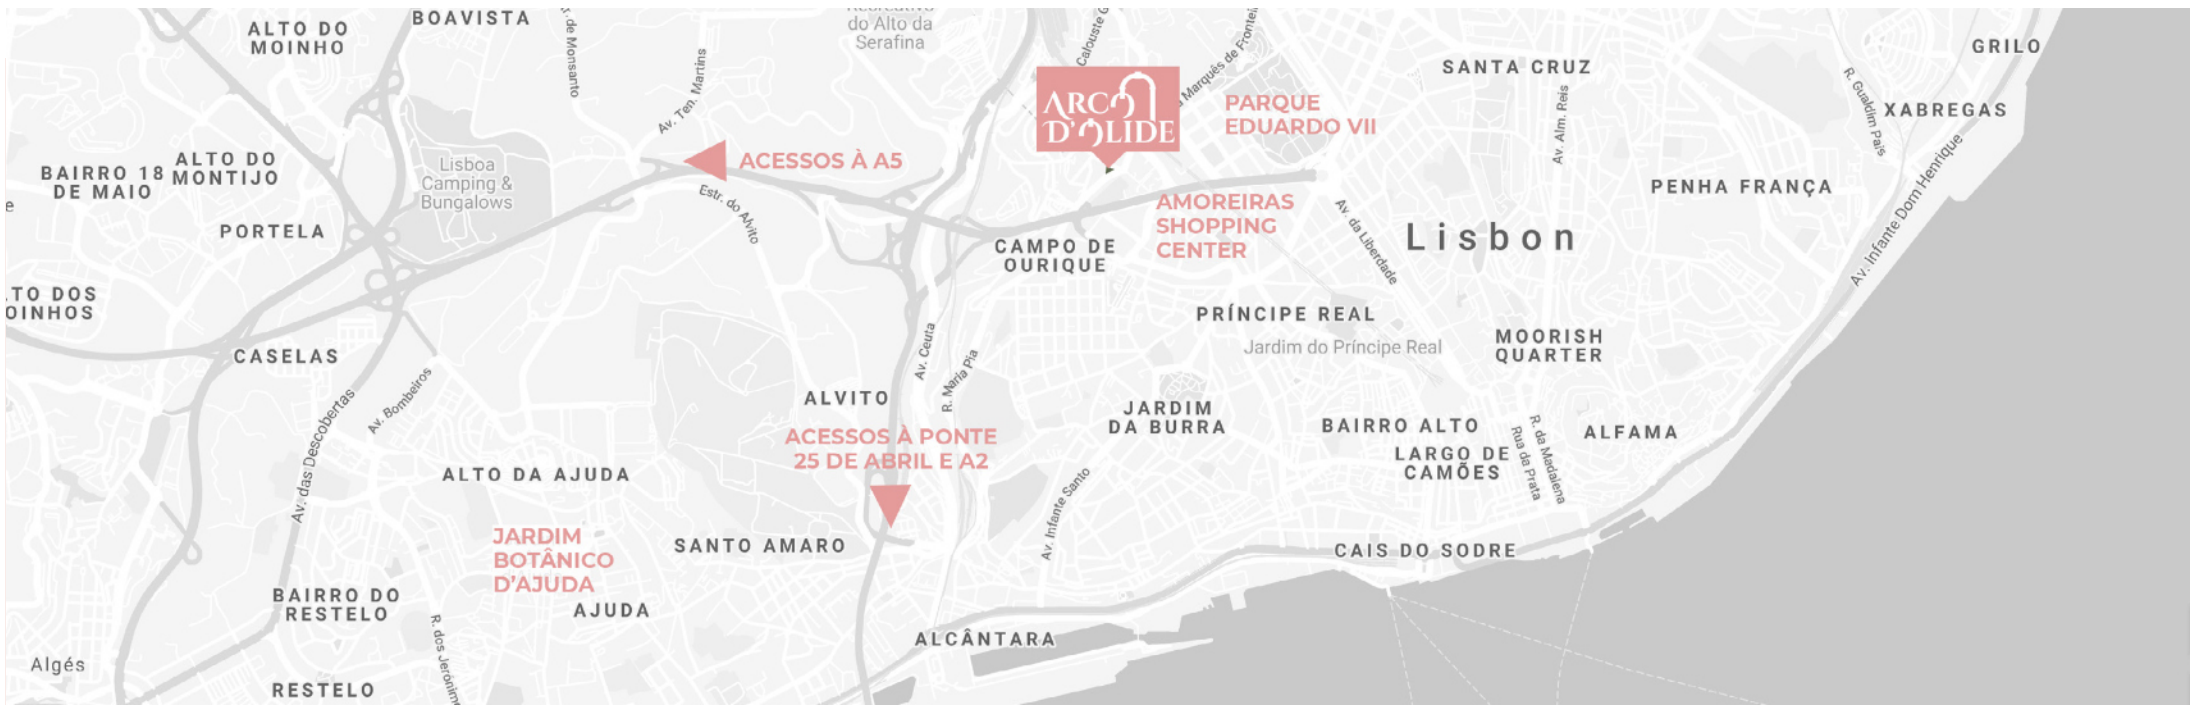 BOAVISTA
ALTO DO
MOINHO
de Monsanto
Av. Ten. Martins
Recreativo
do Alto da
Serafina
Calouste
Marquês de Fronteira
SANTA CRUZ
GRILO
R. Gualdim Pais
XABREGAS
ARCO
D'OLIDE
PARQUE
EDUARDO VII
Av. Alm. Reis
Av. Infante Dom Henrique
BAIRRO 18
DE MAIO
ALTO DO
MONTIJO
Lisboa
Camping &
Bungalows
ACESSOS À A5
Estr. do Alvito
PENHA FRANÇA
PORTELA
AMOREIRAS
SHOPPING
CENTER
Av. da Liberdade
Lisbon
CAMPO DE
OURIQUE
TO DOS
OINHOS
PRÍNCIPE REAL
Jardim do Príncipe Real
MOORISH
QUARTER
CASELAS
Av. Bombeiros
Av. das Descobertas
Av. Ceuta
R. Maria Pia
ALVITO
JARDIM
DA BURRA
BAIRRO ALTO
LARGO DE
CAMÕES
R. da Madalena
Rua da Prata
ALFAMA
ACESSOS À PONTE
25 DE ABRIL E A2
ALTO DA AJUDA
Av. Infante Santo
JARDIM
BOTÂNICO
D'AJUDA
SANTO AMARO
CAIS DO SODRE
BAIRRO DO
RESTELO
AJUDA
R. dos Jerónimo
ALCÂNTARA
Algés
RESTELO